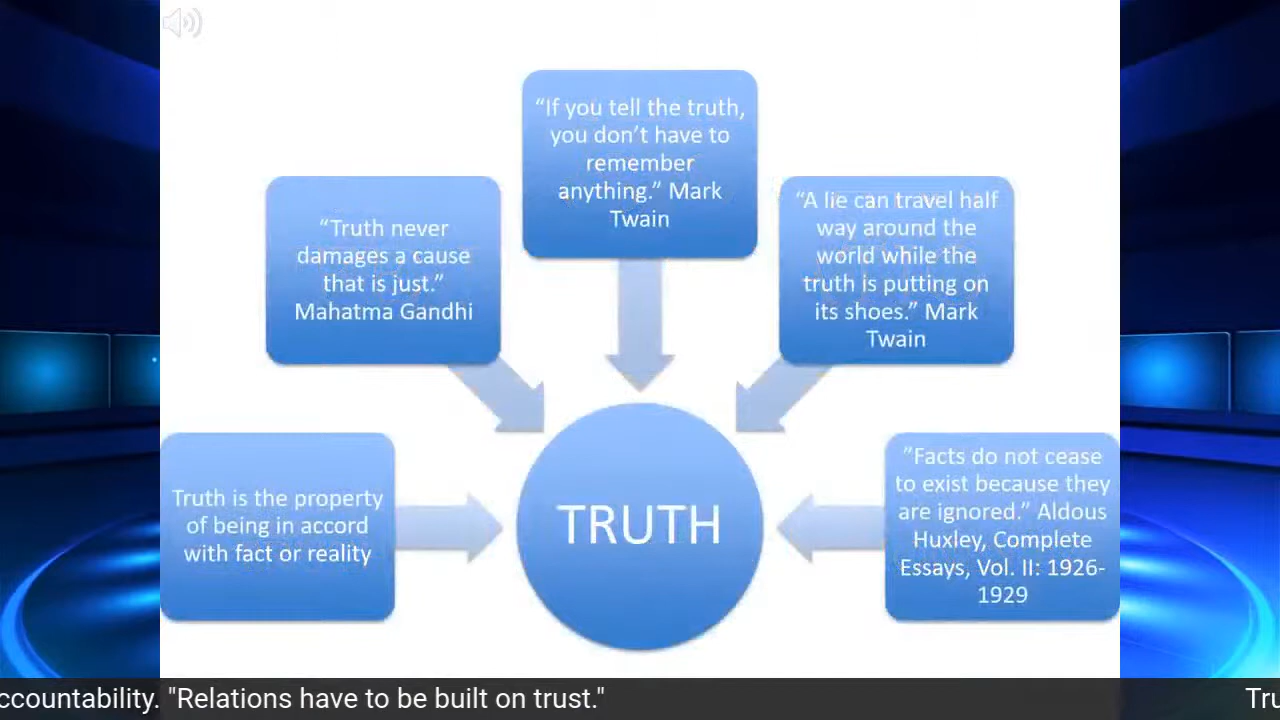 “If you tell the truth,
you don’t have to
remember
anything.” Mark
Twain
“Truth never
damages a cause
that is just.”
Mahatma Gandhi
“A lie can travel half
way around the
world while the
truth is putting on
its shoes.” Mark
Twain
Truth is the property
of being in accord
with fact or reality
TRUTH
”Facts do not cease
to exist because they
are ignored.” Aldous
Huxley, Complete
Essays, Vol. II: 1926-
1929
ccountability. "Relations have to be built on trust."
Tru